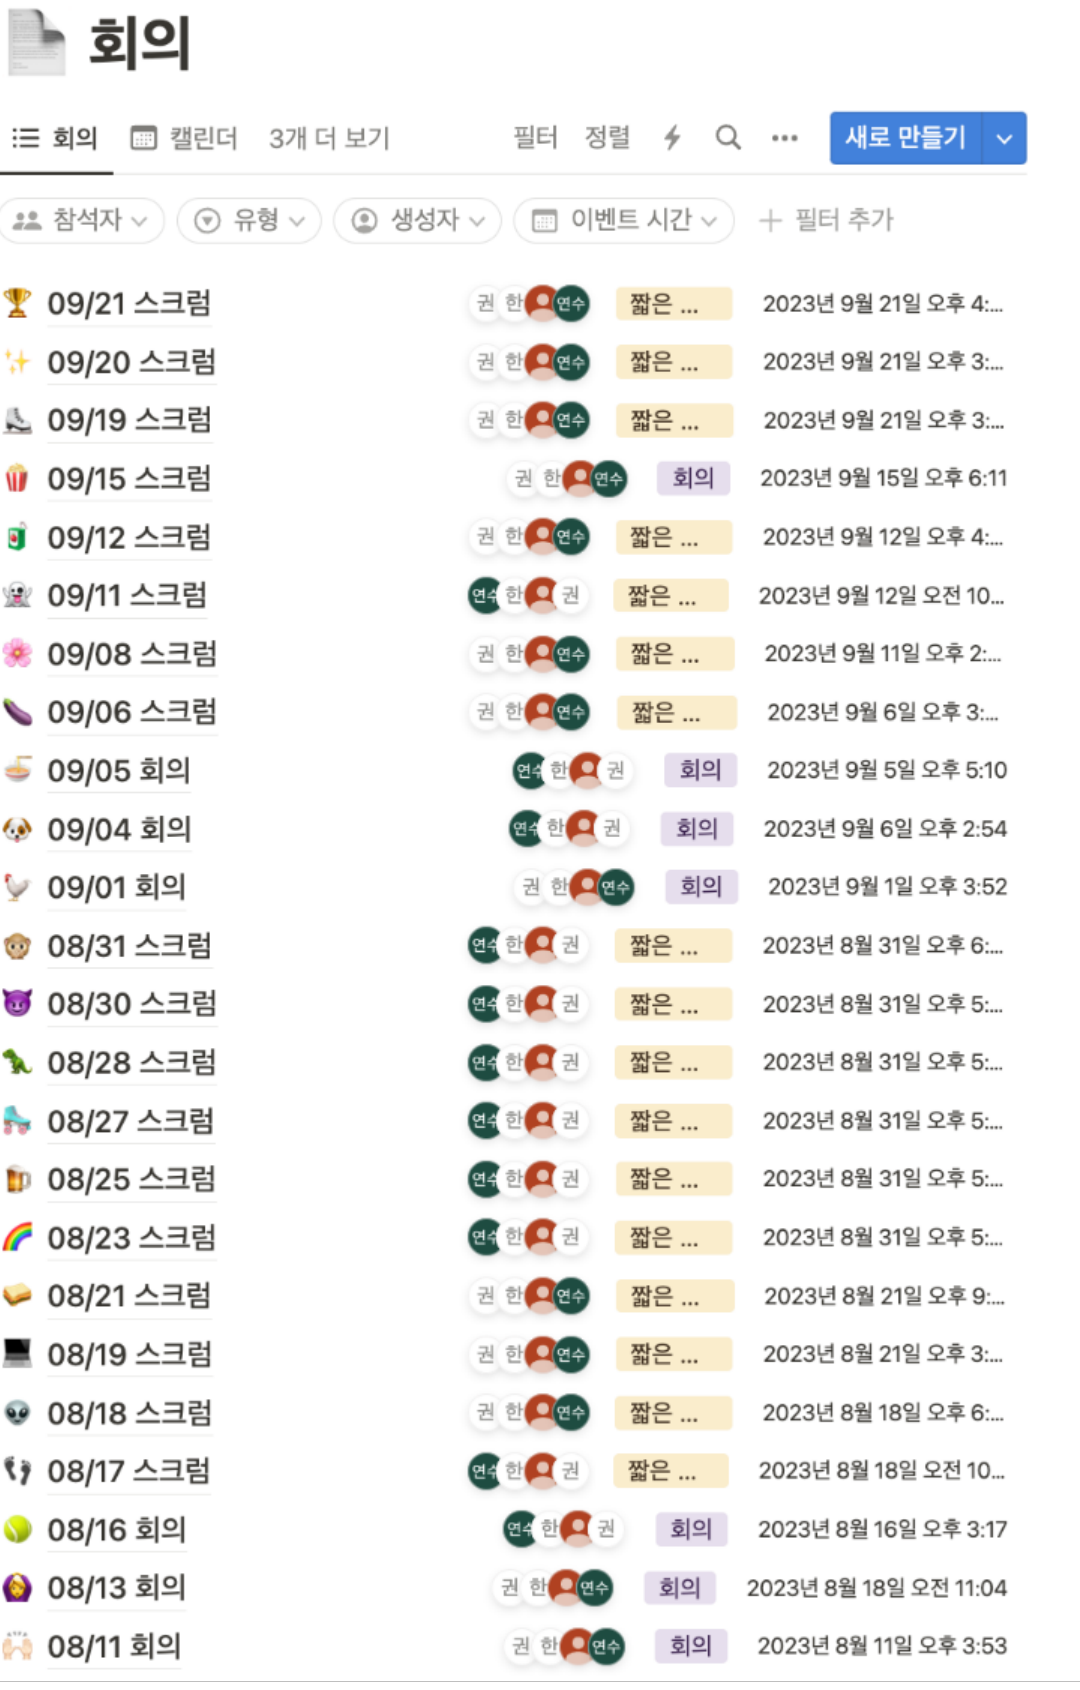 회의
회의 캘린더 3개 더 보기 필터 정렬 새로 만들기
참석자 유형 생성자 이벤트 시간 + 필터 추가
09/21 스크럼 권 한 연수 짧은 ... 2023년 9월 21일 오후 4:...
09/20 스크럼 권 한 연수 짧은 ... 2023년 9월 21일 오후 3:...
09/19 스크럼 권 한 연수 짧은 ... 2023년 9월 21일 오후 3:...
09/15 스크럼 권 한 연수 회의 2023년 9월 15일 오후 6:11
09/12 스크럼 권 한 연수 짧은 ... 2023년 9월 12일 오후 4:...
09/11 스크럼 연수 한 권 짧은 ... 2023년 9월 12일 오전 10...
09/08 스크럼 권 한 연수 짧은 ... 2023년 9월 11일 오후 2:...
09/06 스크럼 권 한 연수 짧은 ... 2023년 9월 6일 오후 3:...
09/05 회의 연수 한 권 회의 2023년 9월 5일 오후 5:10
09/04 회의 연수 한 권 회의 2023년 9월 6일 오후 2:54
09/01 회의 권 한 연수 회의 2023년 9월 1일 오후 3:52
08/31 스크럼 연수 한 권 짧은 ... 2023년 8월 31일 오후 6:...
08/30 스크럼 연수 한 권 짧은 ... 2023년 8월 31일 오후 5:...
08/28 스크럼 연수 한 권 짧은 ... 2023년 8월 31일 오후 5:...
08/27 스크럼 연수 한 권 짧은 ... 2023년 8월 31일 오후 5:...
08/25 스크럼 연수 한 권 짧은 ... 2023년 8월 31일 오후 5:...
08/23 스크럼 연수 한 권 짧은 ... 2023년 8월 31일 오후 5:...
08/21 스크럼 권 한 연수 짧은 ... 2023년 8월 21일 오후 9:...
08/19 스크럼 권 한 연수 짧은 ... 2023년 8월 21일 오후 3:...
08/18 스크럼 권 한 연수 짧은 ... 2023년 8월 18일 오후 6:...
08/17 스크럼 연수 한 권 짧은 ... 2023년 8월 18일 오전 10...
08/16 회의 연수 한 권 회의 2023년 8월 16일 오후 3:17
08/13 회의 권 한 연수 회의 2023년 8월 18일 오전 11:04
08/11 회의 권 한 연수 회의 2023년 8월 11일 오후 3:53